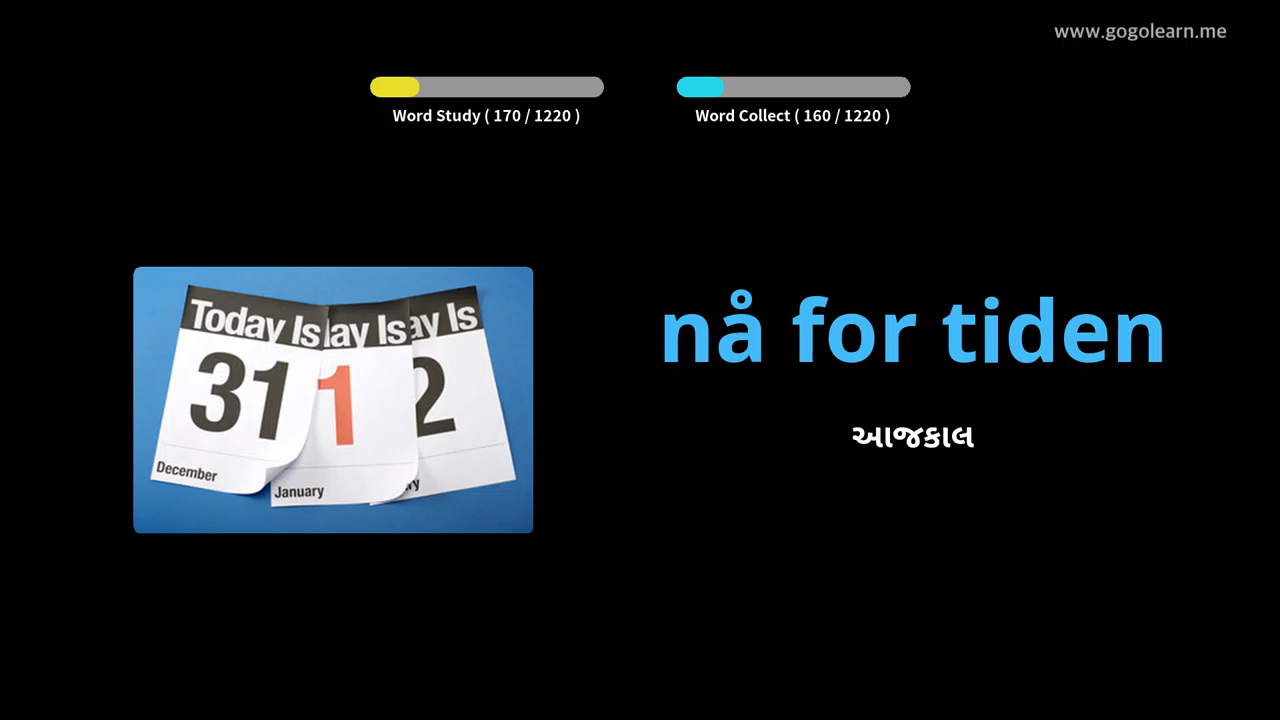 www.gogolearn.me
Word Study ( 170 / 1220 )
Word Collect ( 160 / 1220 )
Today Is
31
December
ay Is
1
January
ay Is
2
ry
nå for tiden
આજકાલ